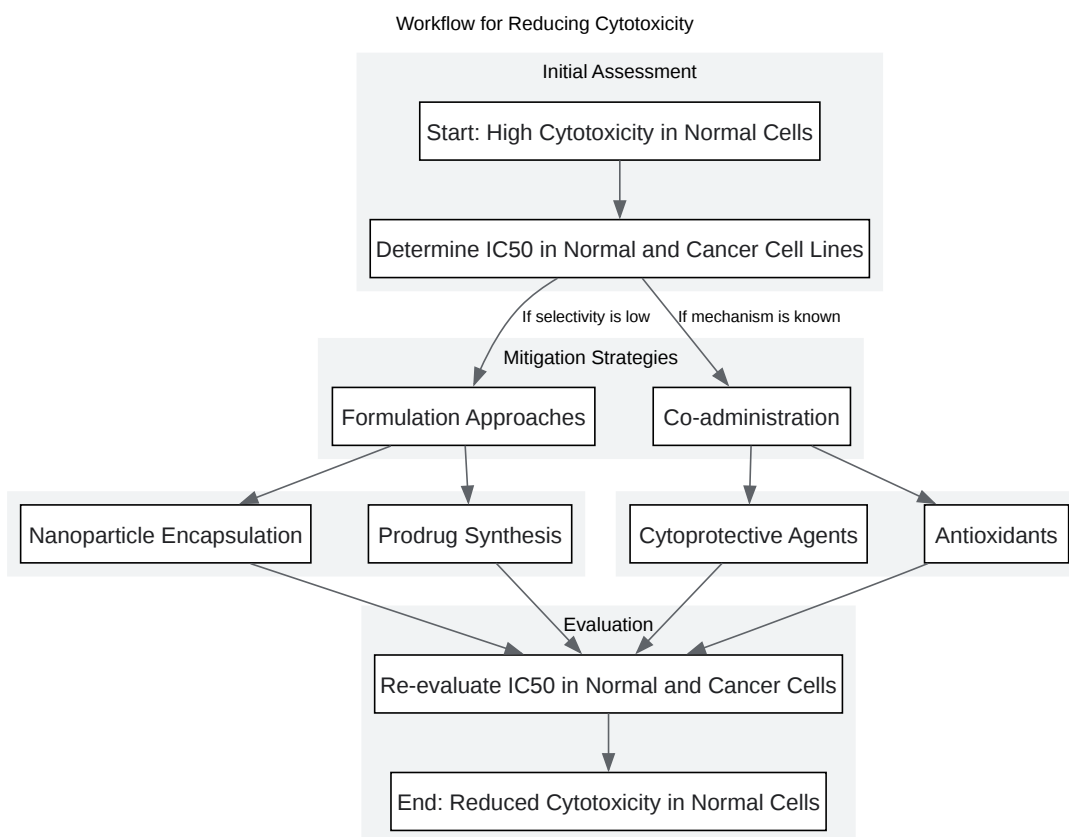 Workflow for Reducing Cytotoxicity
Initial Assessment
Start: High Cytotoxicity in Normal Cells
Determine IC50 in Normal and Cancer Cell Lines
If selectivity is low
If mechanism is known
Mitigation Strategies
Formulation Approaches
Co-administration
Nanoparticle Encapsulation
Prodrug Synthesis
Cytoprotective Agents
Antioxidants
Evaluation
Re-evaluate IC50 in Normal and Cancer Cells
End: Reduced Cytotoxicity in Normal Cells